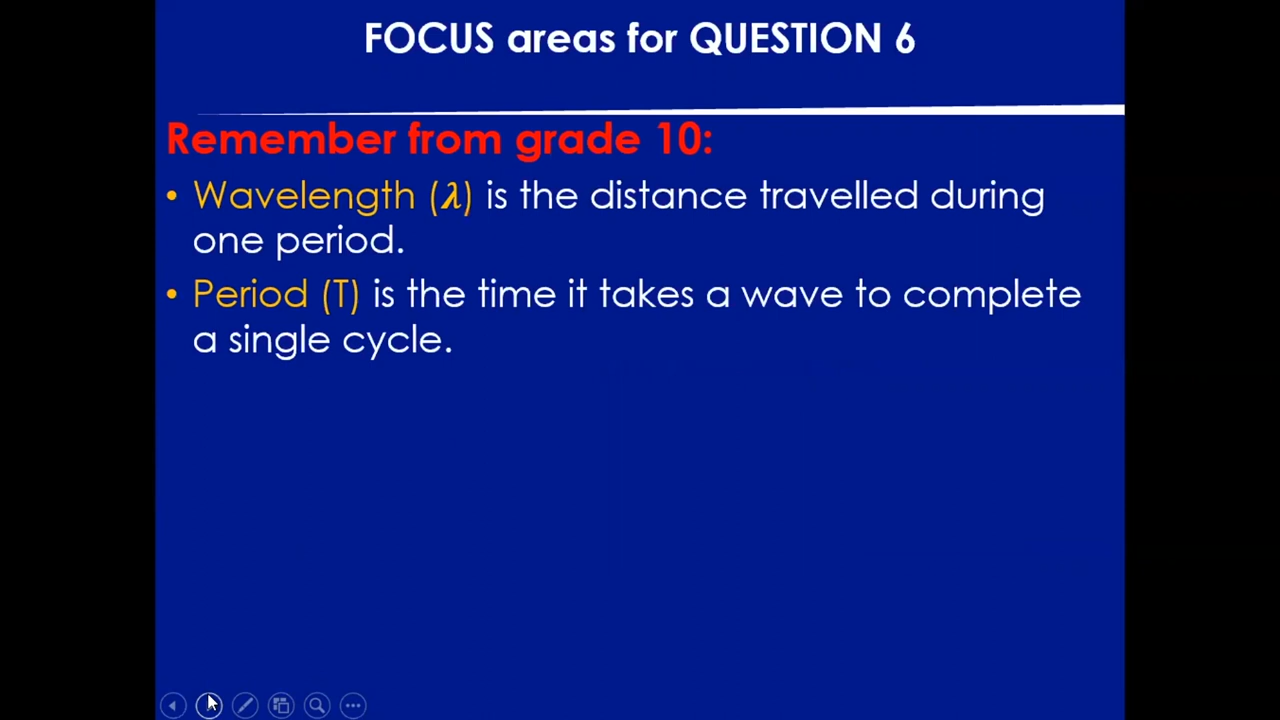 FOCUS areas for QUESTION 6
Remember from grade 10:
• Wavelength (λ) is the distance travelled during
one period.
• Period (T) is the time it takes a wave to complete
a single cycle.